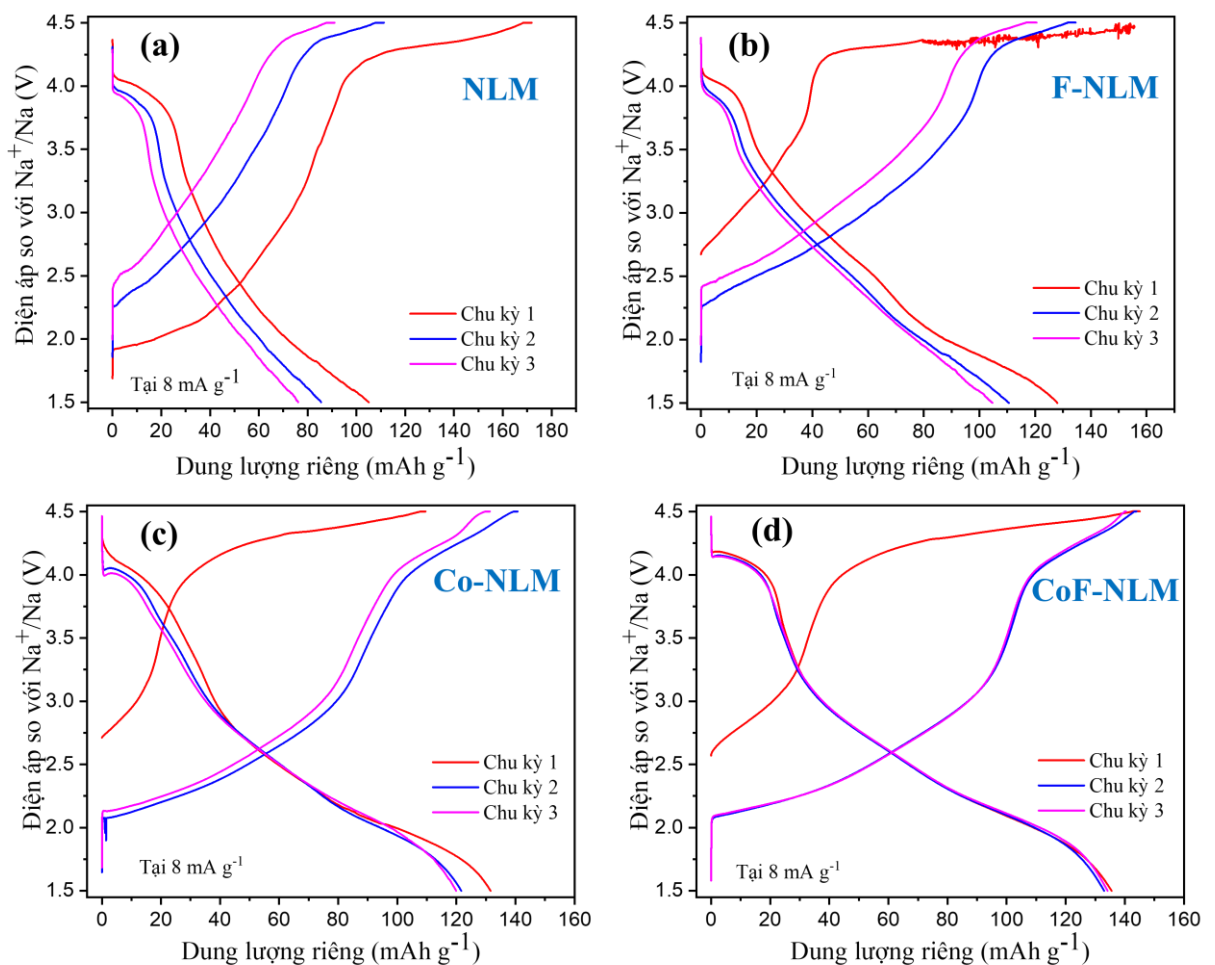 (a)
NLM
Điện áp so với Na+/Na (V)
4.5
4.0
3.5
3.0
2.5
2.0
1.5
Chu kỳ 1
Chu kỳ 2
Chu kỳ 3
Tại 8 mA g-1
0 20 40 60 80 100 120 140 160 180
Dung lượng riêng (mAh g-1)
(b)
F-NLM
Điện áp so với Na+/Na (V)
4.5
4.0
3.5
3.0
2.5
2.0
1.5
Chu kỳ 1
Chu kỳ 2
Chu kỳ 3
Tại 8 mA g-1
0 20 40 60 80 100 120 140 160
Dung lượng riêng (mAh g-1)
(c)
Co-NLM
Điện áp so với Na+/Na (V)
4.5
4.0
3.5
3.0
2.5
2.0
1.5
Chu kỳ 1
Chu kỳ 2
Chu kỳ 3
Tại 8 mA g-1
0 20 40 60 80 100 120 140 160
Dung lượng riêng (mAh g-1)
(d)
CoF-NLM
Điện áp so với Na+/Na (V)
4.5
4.0
3.5
3.0
2.5
2.0
1.5
Chu kỳ 1
Chu kỳ 2
Chu kỳ 3
Tại 8 mA g-1
0 20 40 60 80 100 120 140 160
Dung lượng riêng (mAh g-1)